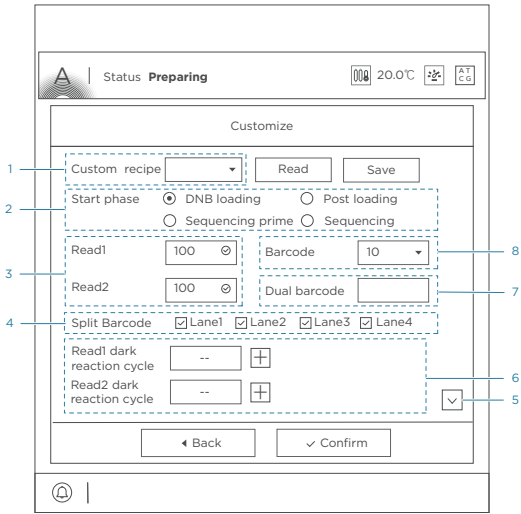 A Status Preparing 20.0℃ A T C G
Customize
1 Custom recipe Read Save
2 Start phase DNB loading Post loading
Sequencing prime Sequencing
Read1 100 Barcode 10 8
3
Read2 100 Dual barcode 7
4 Split Barcode Lane1 Lane2 Lane3 Lane4
Read1 dark
reaction cycle --
6
Read2 dark
reaction cycle --
5
Back Confirm